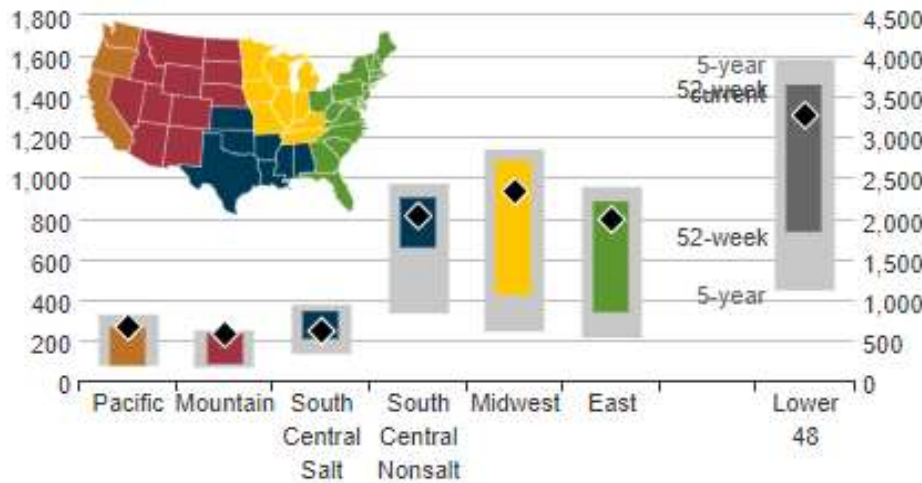 1,800
1,600
1,400
1,200
1,000
800
600
400
200
0
4,500
4,000
3,500
3,000
2,500
2,000
1,500
1,000
500
0
5-year
52-week
current
52-week
5-year
Pacific
Mountain
South
Central
Salt
South
Central
Nonsalt
Midwest
East
Lower
48